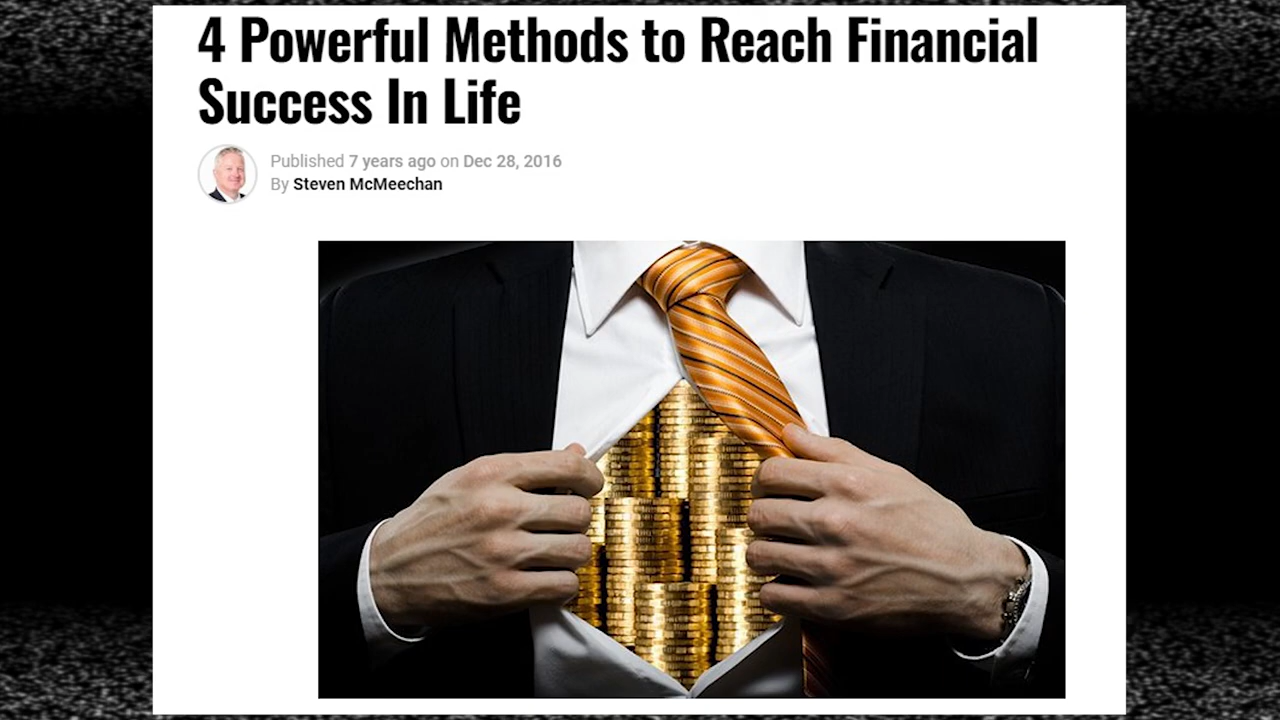 4 Powerful Methods to Reach Financial
Success In Life
Published 7 years ago on Dec 28, 2016
By Steven McMeechan